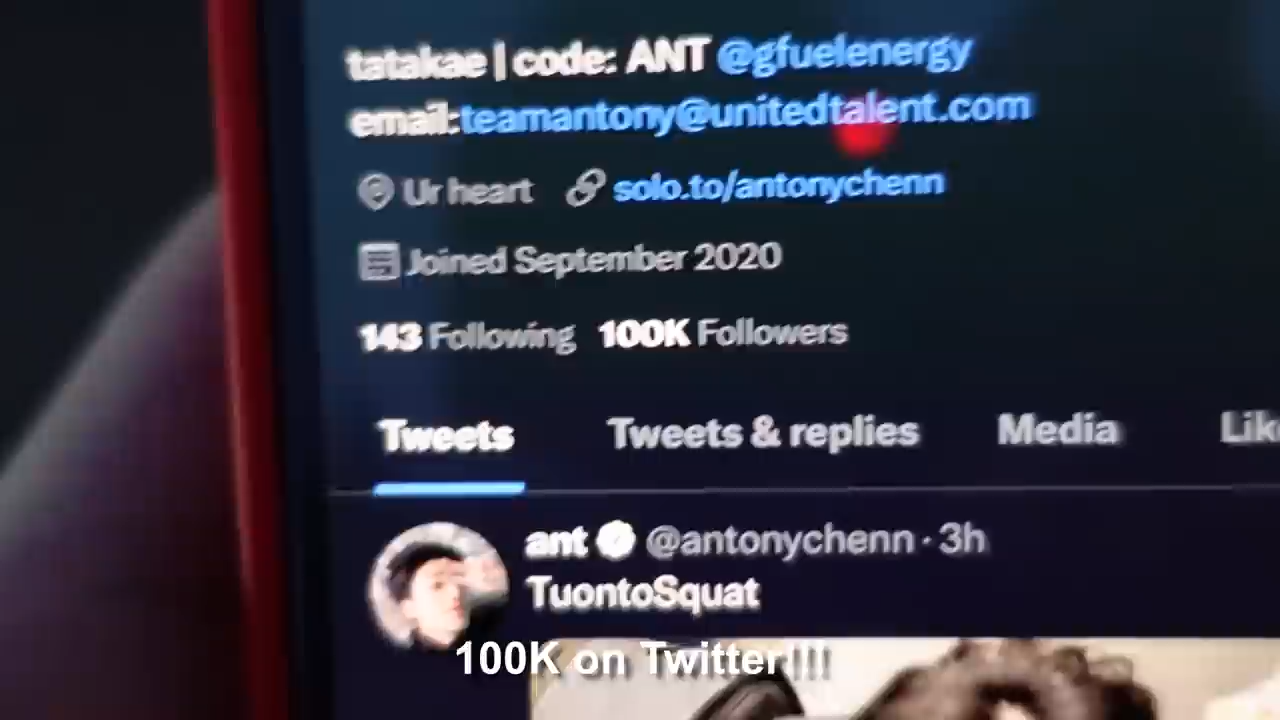 tatakae | code: ANT @gfuelenergy
email:teamantony@unitedtalent.com
Ur heart solo.to/antonychenn
Joined September 2020
143 Following 100K Followers
Tweets Tweets & replies Media Lik
ant @antonychenn · 3h
TuontoSquat
100K on Twitter!!!